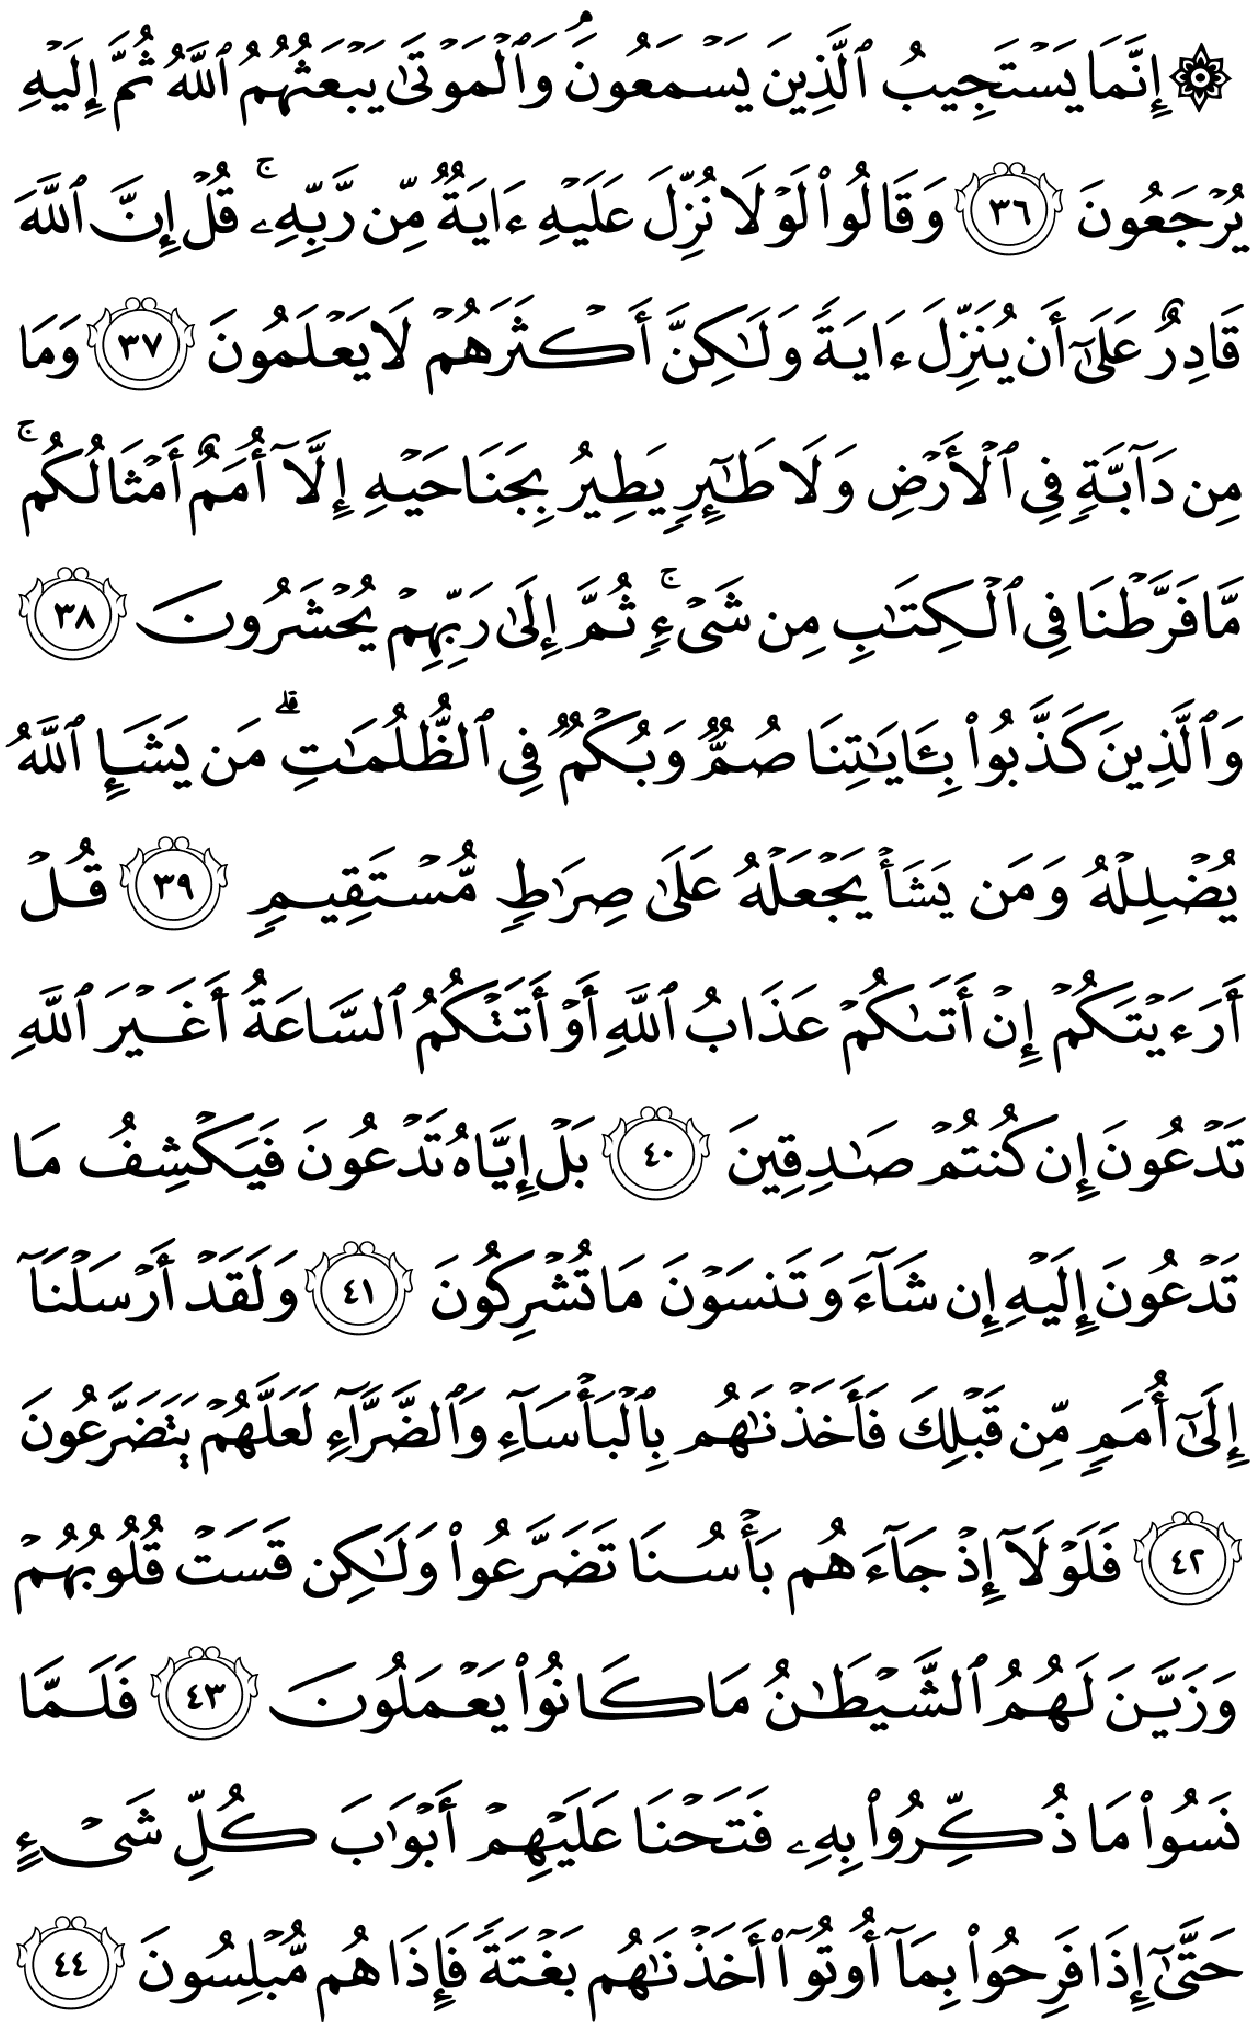 ۞ إِنَّمَا يَسْتَجِيبُ ٱلَّذِينَ يَسْمَعُونَۘ وَٱلْمَوْتَىٰ يَبْعَثُهُمُ ٱللَّهُ ثُمَّ إِلَيْهِ
يُرْجَعُونَ ٣٦ وَقَالُوا۟ لَوْلَا نُزِّلَ عَلَيْهِ ءَايَةٌ مِّن رَّبِّهِۦۚ قُلْ إِنَّ ٱللَّهَ
قَادِرٌ عَلَىٰٓ أَن يُنَزِّلَ ءَايَةً وَلَـٰكِنَّ أَكْثَرَهُمْ لَا يَعْلَمُونَ ٣٧ وَمَا
مِن دَآبَّةٍ فِى ٱلْأَرْضِ وَلَا طَـٰٓئِرٍ يَطِيرُ بِجَنَاحَيْهِ إِلَّآ أُمَمٌ أَمْثَالُكُمۚ
مَّا فَرَّطْنَا فِى ٱلْكِتَـٰبِ مِن شَىْءٍۚ ثُمَّ إِلَىٰ رَبِّهِمْ يُحْشَرُونَ ٣٨
وَٱلَّذِينَ كَذَّبُوا۟ بِـَٔايَـٰتِنَا صُمٌّ وَبُكْمٌ فِى ٱلظُّلُمَـٰتِۗ مَن يَشَإِ ٱللَّهُ
يُضْلِلْهُ وَمَن يَشَأْ يَجْعَلْهُ عَلَىٰ صِرَٰطٍ مُّسْتَقِيمٍ ٣٩ قُلْ
أَرَءَيْتَكُمْ إِنْ أَتَىٰكُمْ عَذَابُ ٱللَّهِ أَوْ أَتَتْكُمُ ٱلسَّاعَةُ أَغَيْرَ ٱللَّهِ
تَدْعُونَ إِن كُنتُمْ صَـٰدِقِينَ ٤٠ بَلْ إِيَّاهُ تَدْعُونَ فَيَكْشِفُ مَا
تَدْعُونَ إِلَيْهِ إِن شَآءَ وَتَنسَوْنَ مَا تُشْرِكُونَ ٤١ وَلَقَدْ أَرْسَلْنَآ
إِلَىٰٓ أُمَمٍ مِّن قَبْلِكَ فَأَخَذْنَـٰهُم بِٱلْبَأْسَآءِ وَٱلضَّرَّآءِ لَعَلَّهُمْ يَتَضَرَّعُونَ
٤٢ فَلَوْلَآ إِذْ جَآءَهُم بَأْسُنَا تَضَرَّعُوا۟ وَلَـٰكِن قَسَتْ قُلُوبُهُمْ
وَزَيَّنَ لَهُمُ ٱلشَّيْطَـٰنُ مَا كَانُوا۟ يَعْمَلُونَ ٤٣ فَلَمَّا
نَسُوا۟ مَا ذُكِّرُوا۟ بِهِۦ فَتَحْنَا عَلَيْهِمْ أَبْوَٰبَ كُلِّ شَىْءٍ
حَتَّىٰٓ إِذَا فَرِحُوا۟ بِمَآ أُوتُوٓا۟ أَخَذْنَـٰهُم بَغْتَةً فَإِذَا هُم مُّبْلِسُونَ ٤٤